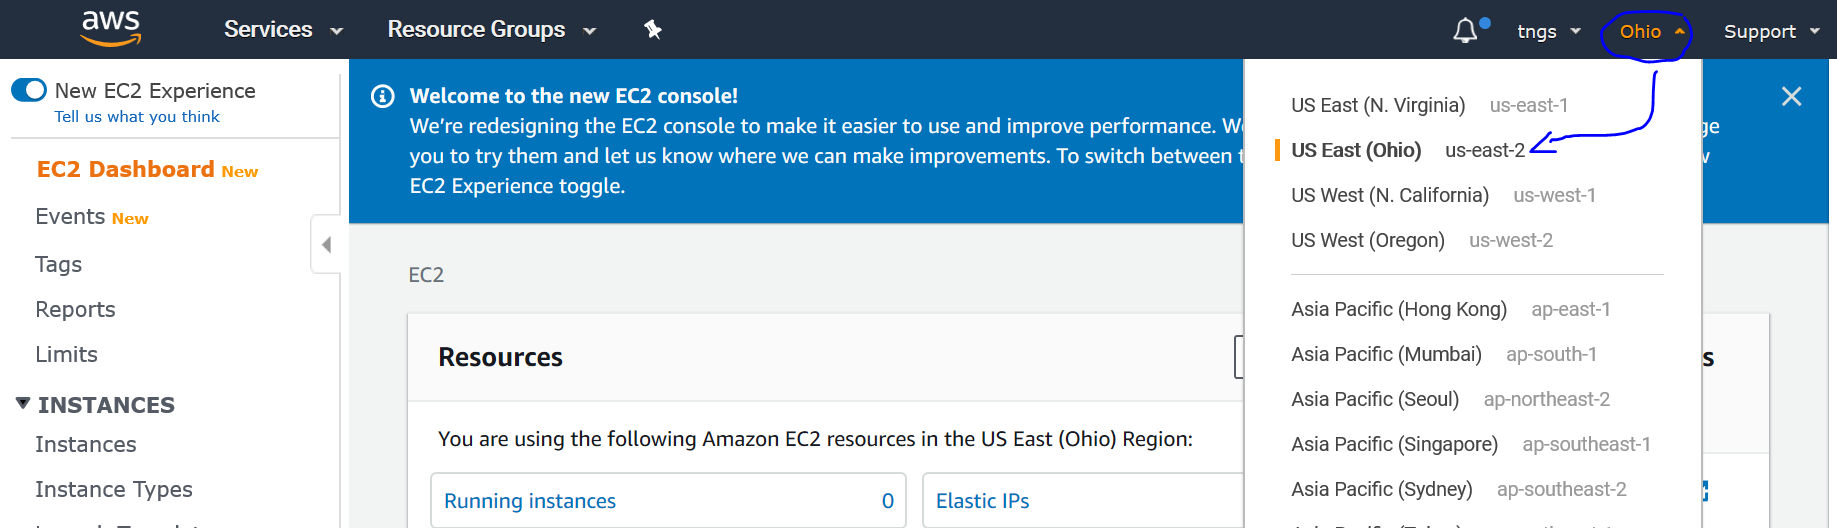 aws
Services
Resource Groups
tngs
Ohio
Support
New EC2 Experience
Tell us what you think
EC2 Dashboard New
Events New
Tags
Reports
Limits
INSTANCES
Instances
Instance Types
Welcome to the new EC2 console!
We're redesigning the EC2 console to make it easier to use and improve performance.
you to try them and let us know where we can make improvements. To switch between
EC2 Experience toggle.
EC2
Resources
You are using the following Amazon EC2 resources in the US East (Ohio) Region:
Running instances 0
Elastic IPs
US East (N. Virginia) us-east-1
US East (Ohio) us-east-2
US West (N. California) us-west-1
US West (Oregon) us-west-2
Asia Pacific (Hong Kong) ap-east-1
Asia Pacific (Mumbai) ap-south-1
Asia Pacific (Seoul) ap-northeast-2
Asia Pacific (Singapore) ap-southeast-1
Asia Pacific (Sydney) ap-southeast-2